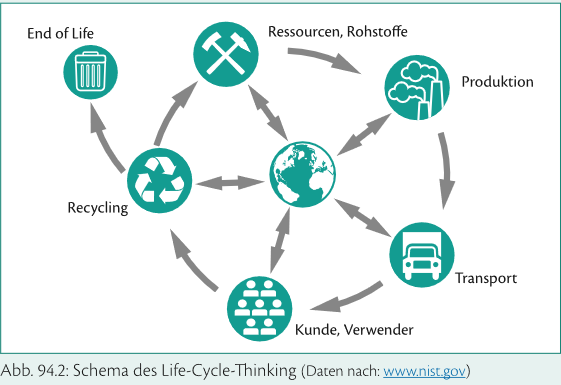 End of Life
Ressourcen, Rohstoffe
Produktion
Recycling
Transport
Kunde, Verwender
Abb. 94.2: Schema des Life-Cycle-Thinking (Daten nach: www.nist.gov)